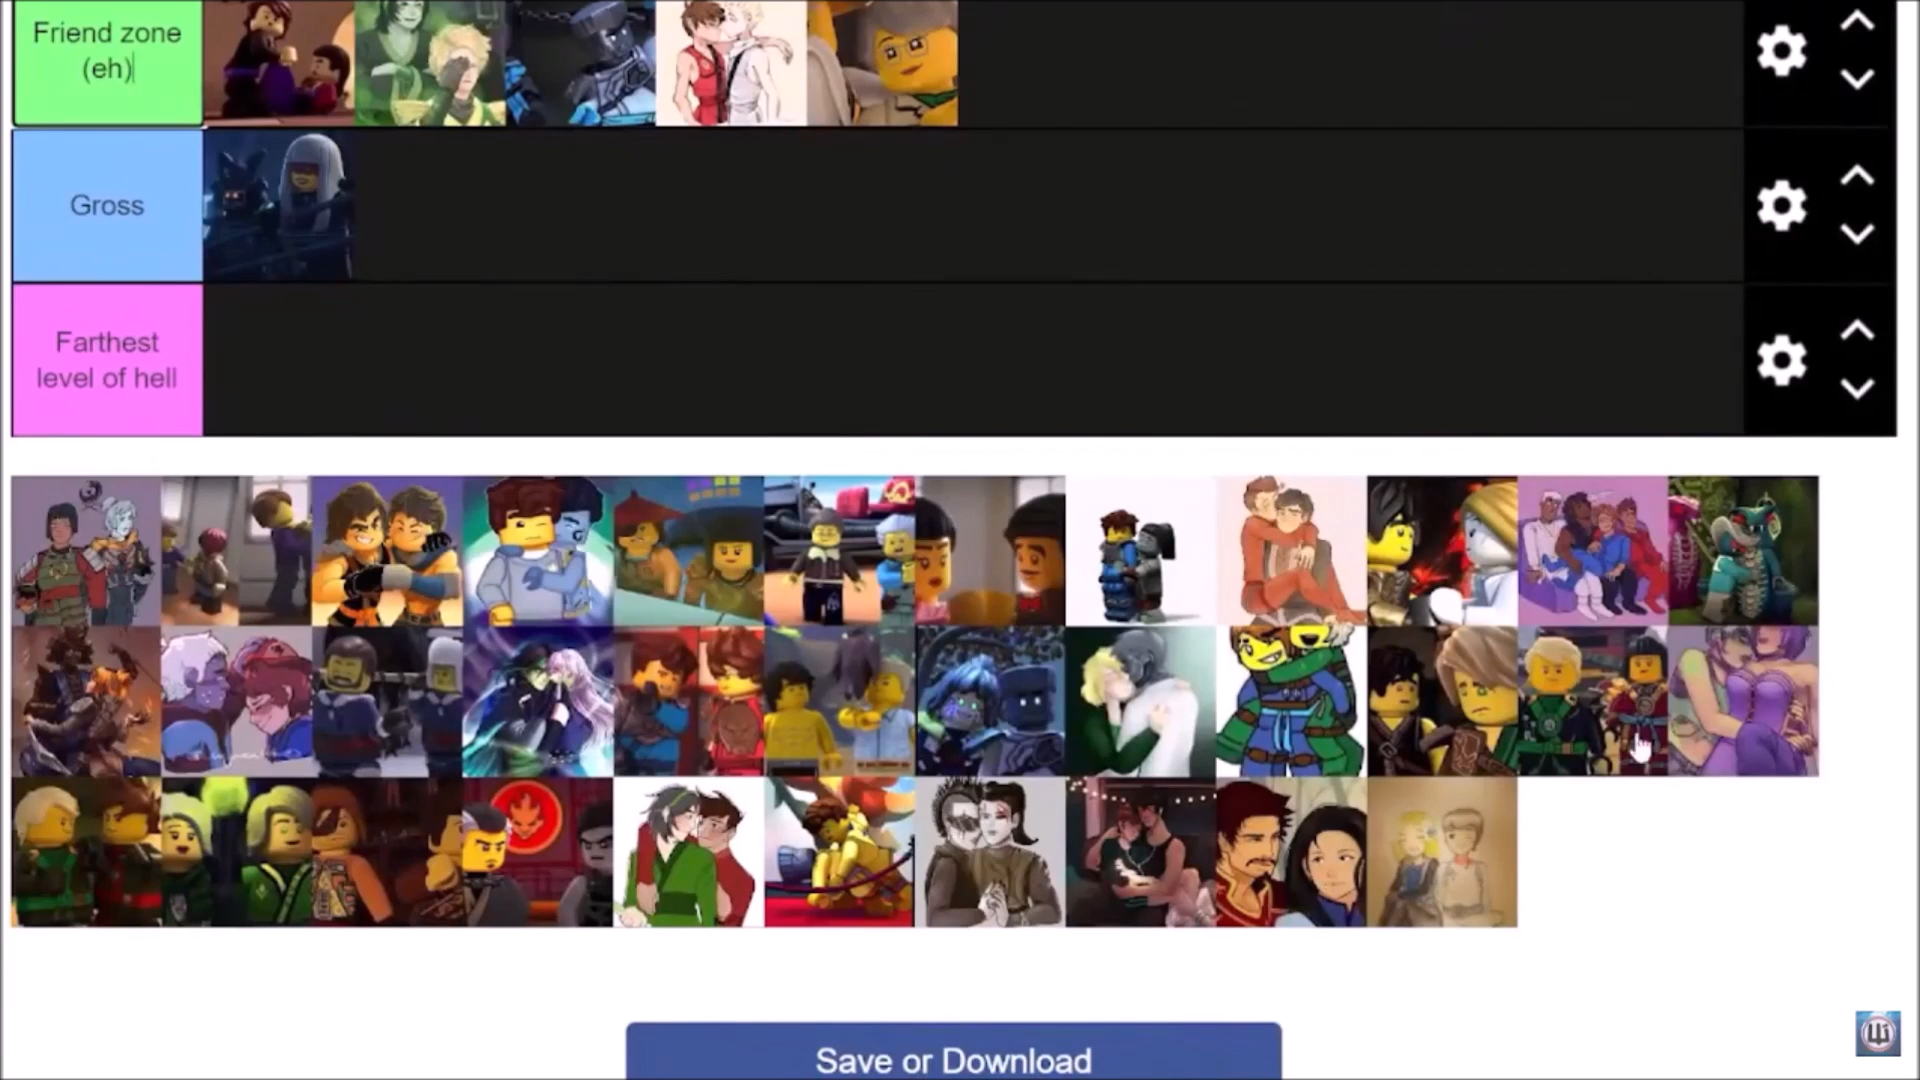 Friend zone
(eh)
Gross
Farthest
level of hell
Save or Download